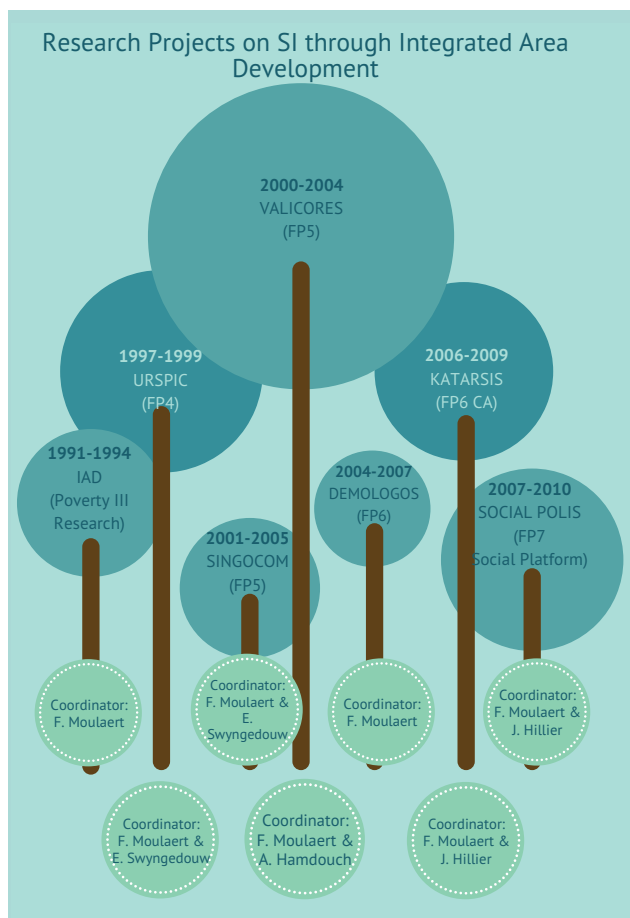 Research Projects on SI through Integrated Area
Development
2000-2004
VALICORES
(FP5)
1997-1999
URSPIC
(FP4)
2006-2009
KATARSIS
(FP6 CA)
1991-1994
IAD
(Poverty III
Research)
2004-2007
DEMOLOGOS
(FP6)
2007-2010
SOCIAL POLIS
(FP7
Social Platform)
2001-2005
SINGOCOM
(FP5)
Coordinator:
F. Moulaert
Coordinator:
F. Moulaert &
E.
Swyngedouw
Coordinator:
F. Moulaert
Coordinator:
F. Moulaert &
J. Hillier
Coordinator:
F. Moulaert &
E. Swyngedouw
Coordinator:
F. Moulaert &
A. Hamdouch
Coordinator:
F. Moulaert &
J. Hillier